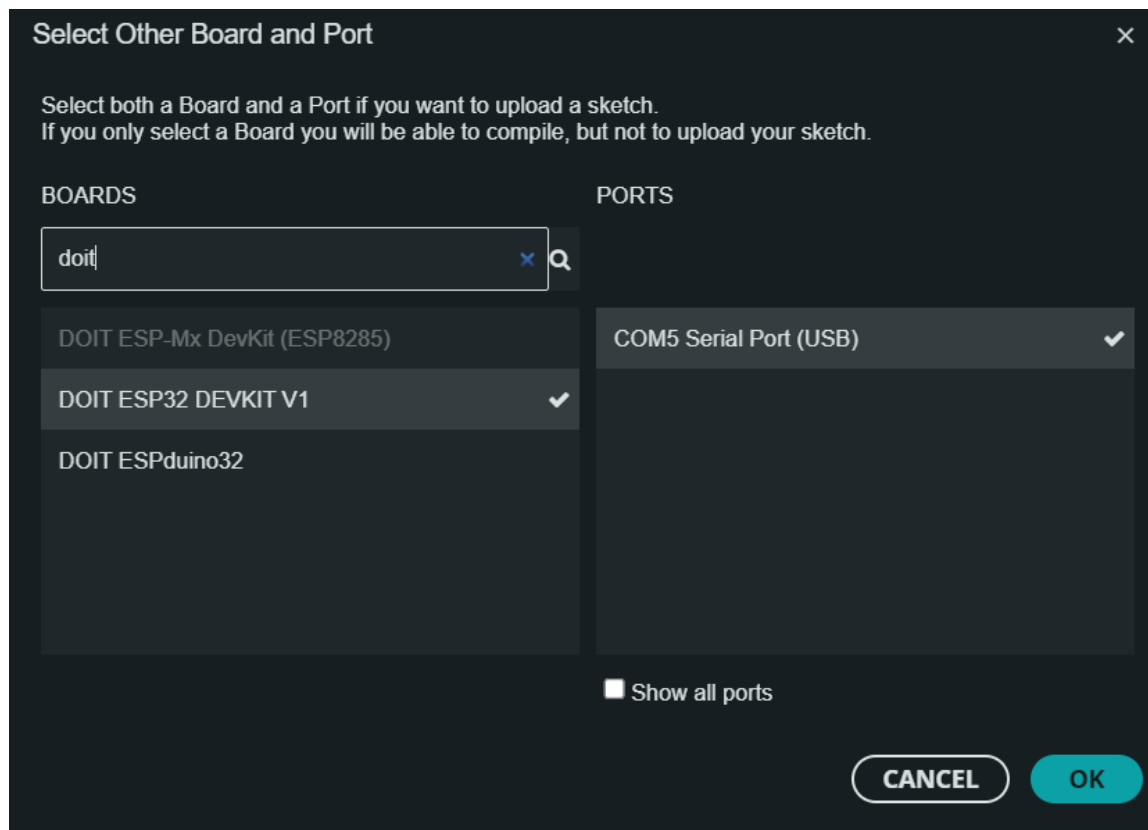 Select Other Board and Port
Select both a Board and a Port if you want to upload a sketch.
If you only select a Board you will be able to compile, but not to upload your sketch.
BOARDS
PORTS
doit
DOIT ESP-Mx DevKit (ESP8285)
DOIT ESP32 DEVKIT V1
DOIT ESPduino32
COM5 Serial Port (USB)
Show all ports
CANCEL
OK